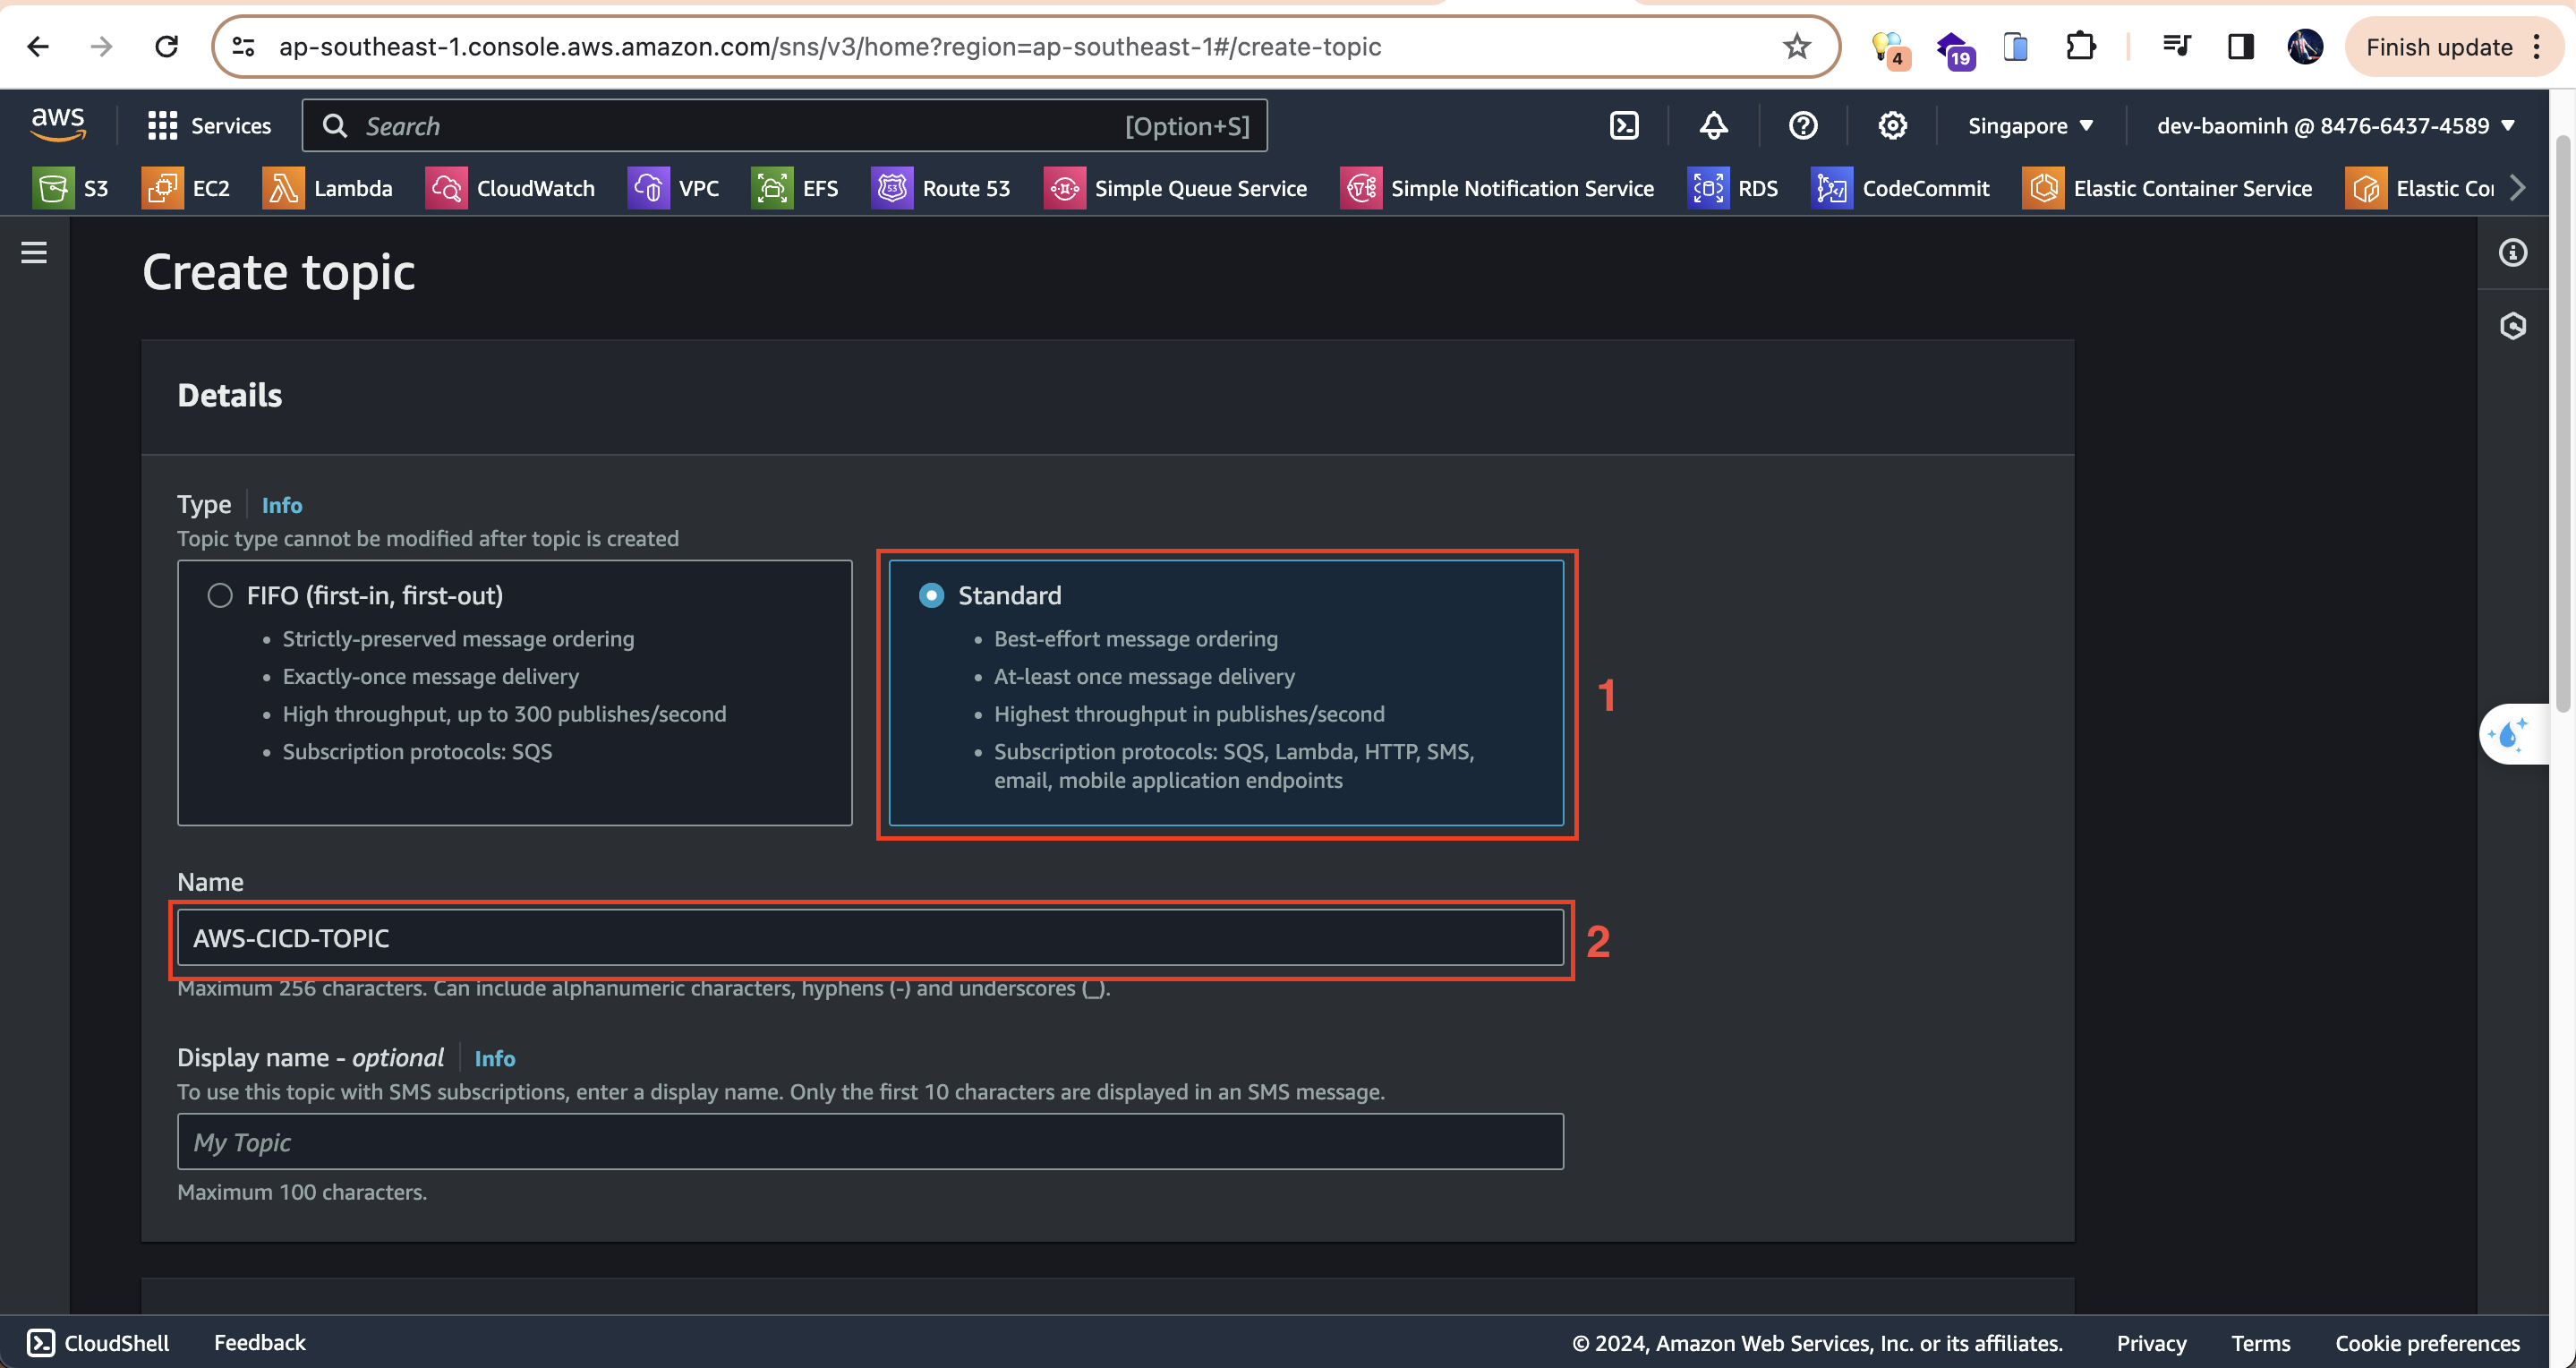 ap-southeast-1.console.aws.amazon.com/sns/v3/home?region=ap-southeast-1#/create-topic
4
19
Finish update
aws
Services
Search
[Option+S]
Singapore
dev-baominh @ 8476-6437-4589
S3
EC2
Lambda
CloudWatch
VPC
EFS
Route 53
Simple Queue Service
Simple Notification Service
RDS
CodeCommit
Elastic Container Service
Elastic Co
Create topic
Details
Type
Info
Topic type cannot be modified after topic is created
FIFO (first-in, first-out)
Strictly-preserved message ordering
Exactly-once message delivery
High throughput, up to 300 publishes/second
Subscription protocols: SQS
Standard
Best-effort message ordering
At-least once message delivery
Highest throughput in publishes/second
Subscription protocols: SQS, Lambda, HTTP, SMS,
email, mobile application endpoints
1
Name
AWS-CICD-TOPIC
2
Maximum 256 characters. Can include alphanumeric characters, hyphens (-) and underscores (_).
Display name - optional
Info
To use this topic with SMS subscriptions, enter a display name. Only the first 10 characters are displayed in an SMS message.
My Topic
Maximum 100 characters.
CloudShell
Feedback
© 2024, Amazon Web Services, Inc. or its affiliates.
Privacy
Terms
Cookie preferences